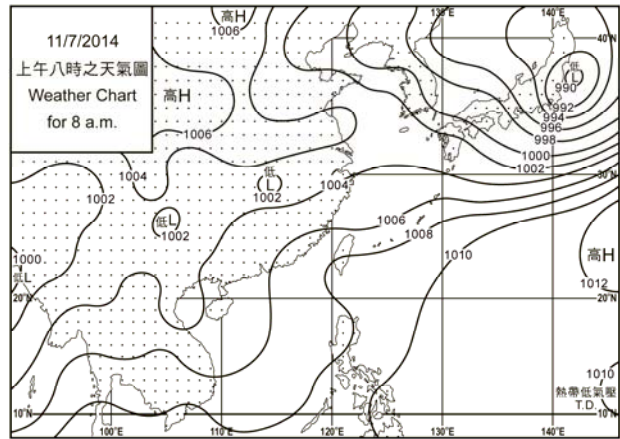 11/7/2014
上午八時之天氣圖
Weather Chart
for 8 a.m.
高H
1006
130°E
140°E
40°N
低
L
990
992
994
996
998
1000
1002
高H
1006
1004
1002
低
L
1002
1004
30°N
低L
1002
1006
1008
1010
高H
1012
1000
低L
20°N
20°N
1010
熱帶低氣壓
T.D.
10°N
10°N
100°E
110°E
120°E
130°E
140°E